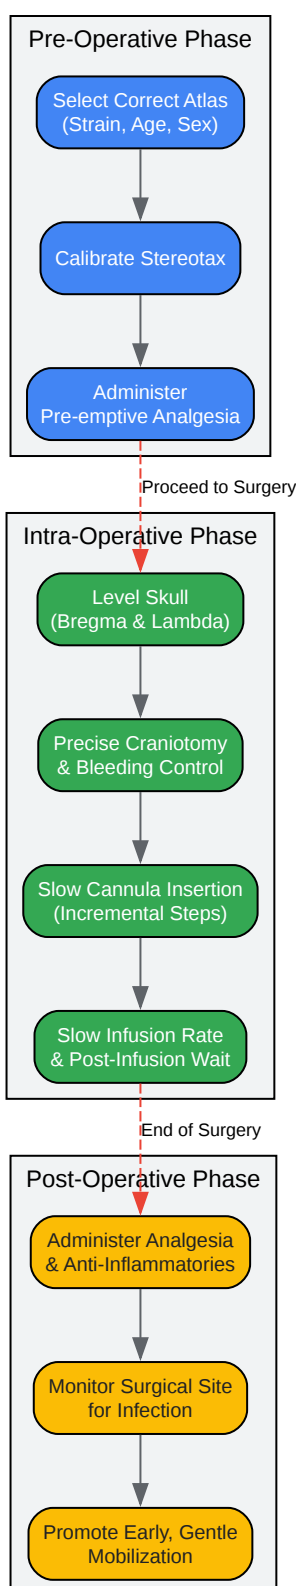 Pre-Operative Phase
Select Correct Atlas
(Strain, Age, Sex)
Calibrate Stereotax
Administer
Pre-emptive Analgesia
Proceed to Surgery
Intra-Operative Phase
Level Skull
(Bregma & Lambda)
Precise Craniotomy
& Bleeding Control
Slow Cannula Insertion
(Incremental Steps)
Slow Infusion Rate
& Post-Infusion Wait
End of Surgery
Post-Operative Phase
Administer Analgesia
& Anti-Inflammatories
Monitor Surgical Site
for Infection
Promote Early, Gentle
Mobilization